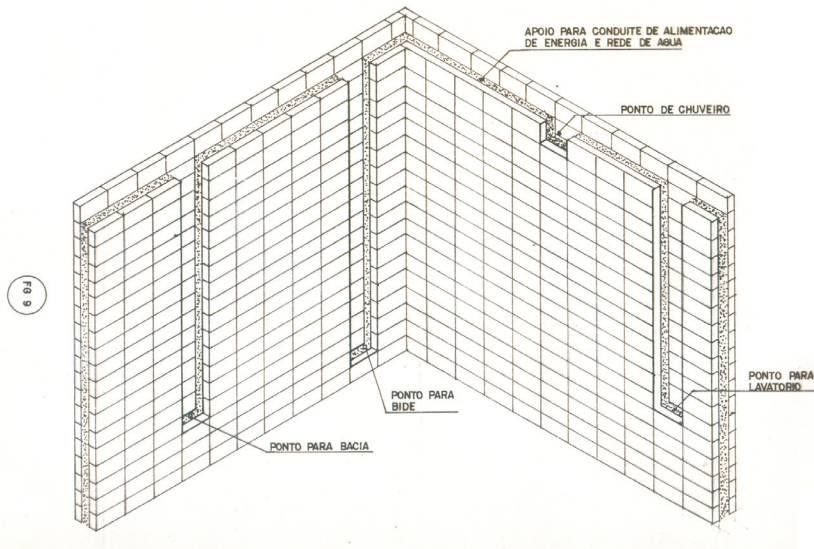 APOIO PARA CONDUITE DE ALIMENTACAO
DE ENERGIA E REDE DE AGUA
PONTO DE CHUVEIRO
FG 9
PONTO PARA
LAVATORIO
PONTO PARA
BIDE
PONTO PARA BACIA